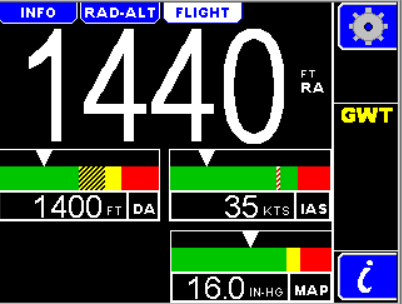 INFO RAD-ALT FLIGHT
1440 FT RA
GWT
1400 FT DA 35 KTS IAS
16.0 IN-HG MAP i